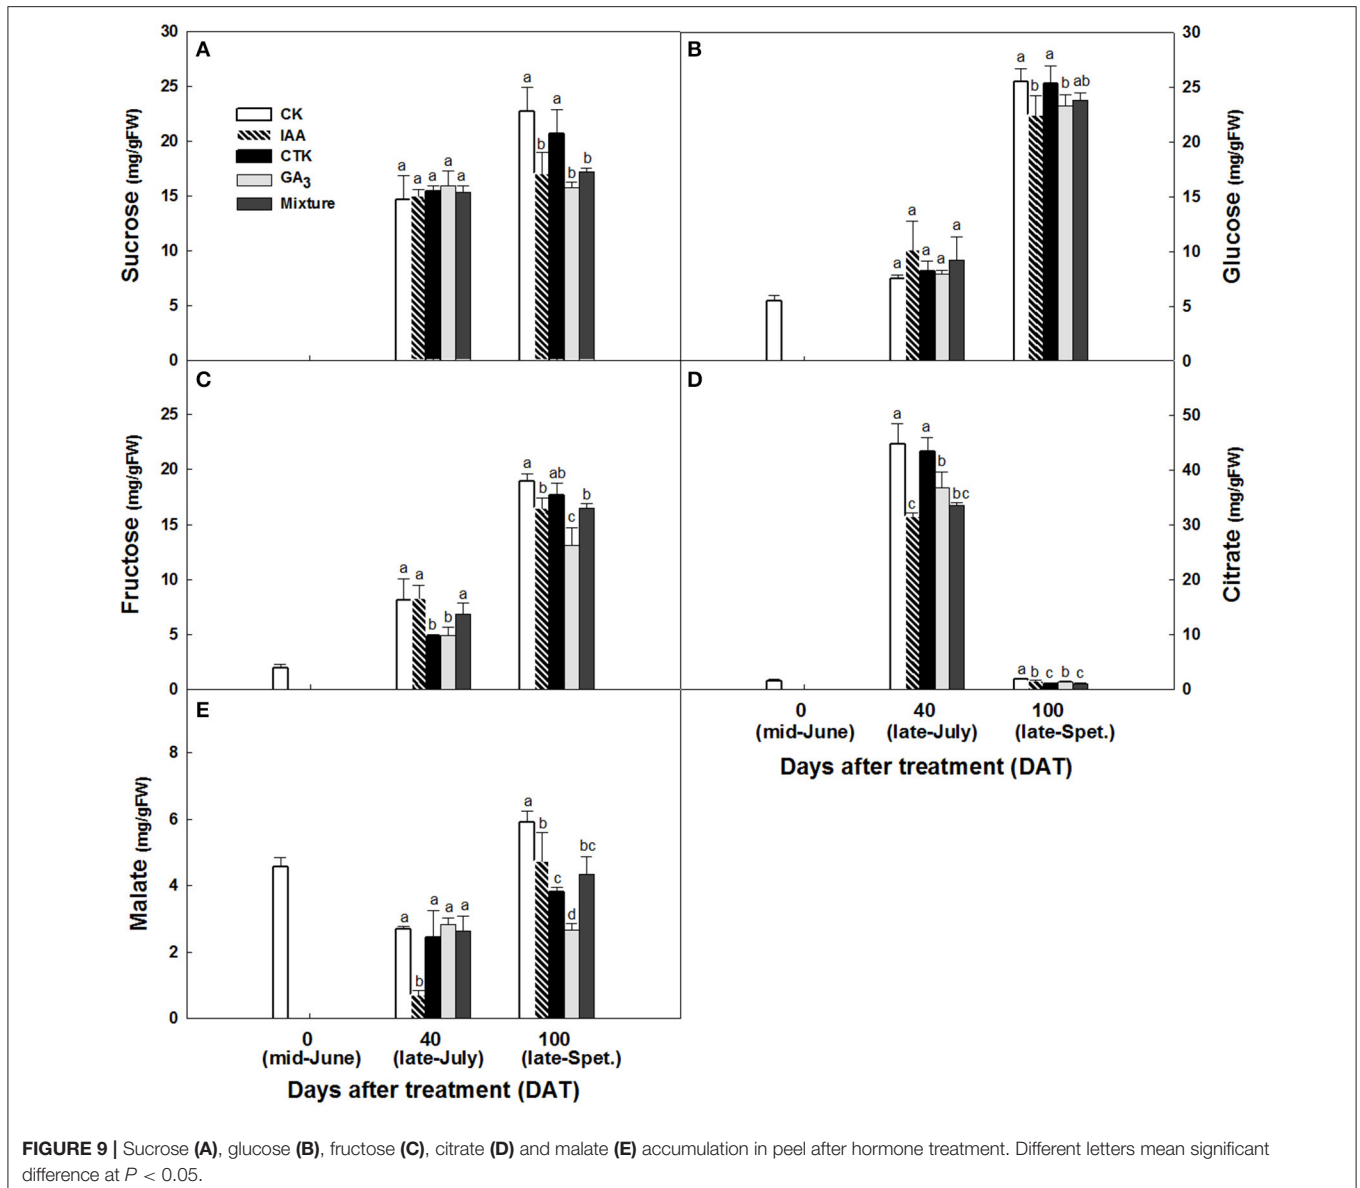 A
30
25
20
15
10
5
0
Sucrose (mg/gFW)
CK
IAA
CTK
GA3
Mixture
a a a a a
a b a b b
B
30
25
20
15
10
5
0
Glucose (mg/gFW)
a a a a a
a b a b ab
C
25
20
15
10
5
0
Fructose (mg/gFW)
a a b b a
a b ab c b
D
50
40
30
20
10
0
Citrate (mg/gFW)
a c a b bc
a b c b c
0 40 100
(mid-June) (late-July) (late-Spet.)
Days after treatment (DAT)
E
8
6
4
2
0
Malate (mg/gFW)
a b a a a
a b c d bc
0 40 100
(mid-June) (late-July) (late-Spet.)
Days after treatment (DAT)
FIGURE 9 | Sucrose (A), glucose (B), fructose (C), citrate (D) and malate (E) accumulation in peel after hormone treatment. Different letters mean significant
difference at P < 0.05.